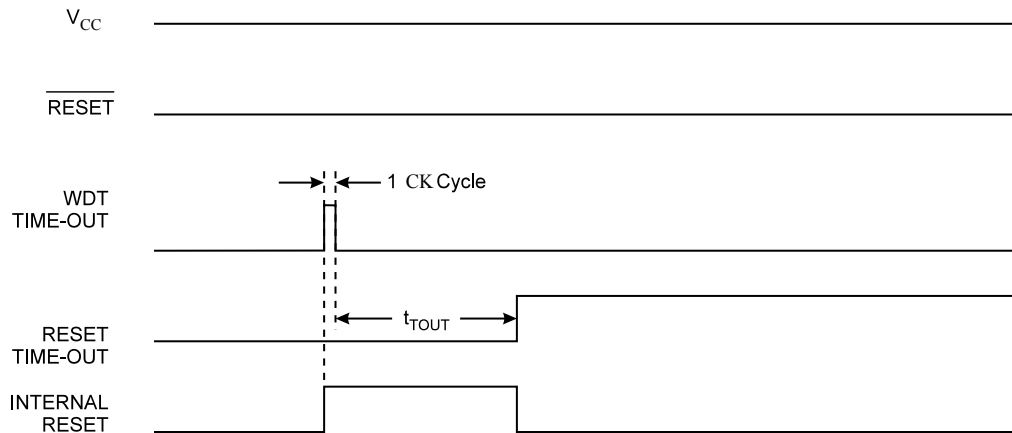 VCC
RESET
1 CK Cycle
WDT
TIME-OUT
tTOUT
RESET
TIME-OUT
INTERNAL
RESET